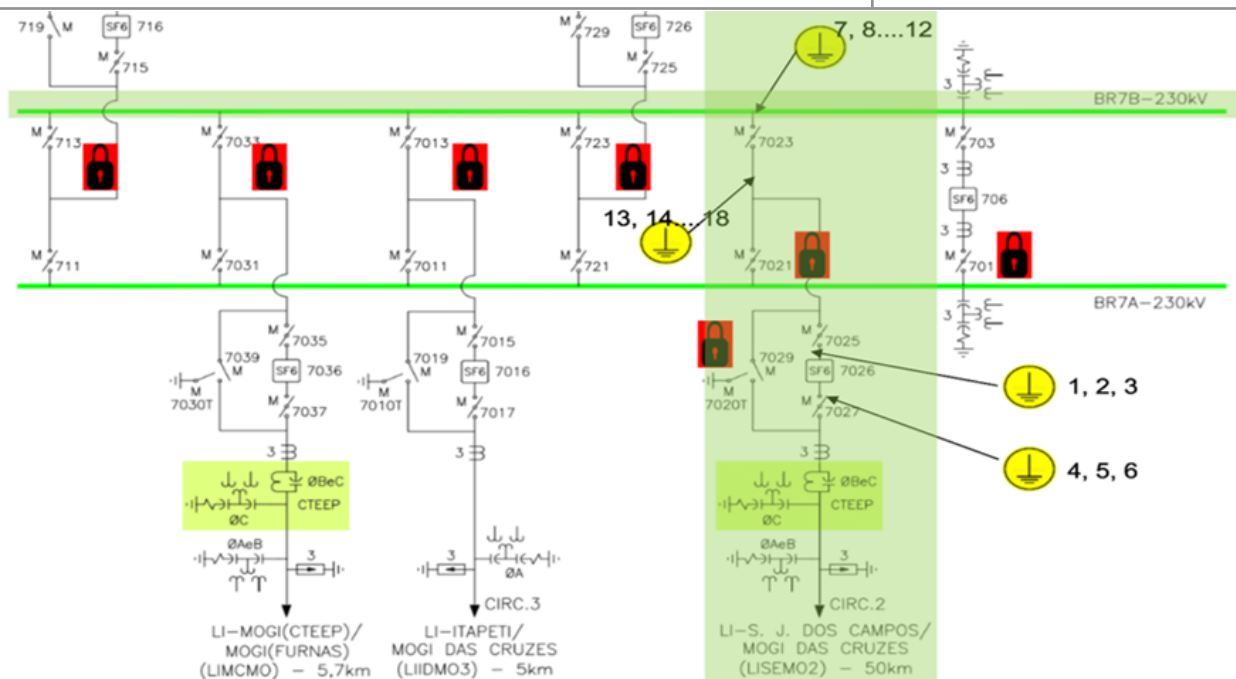 719 M SF6 716 M 729 SF6 726 7, 8....12
M 715 M 725
3
BR7B-230kV
M 713 M 7033 M 7013 M 723 M 7023 M 703
3
SF6 706
13, 14....18
3
M 711 M 7031 M 7011 M 721 M 7021 M 701
BR7A-230kV
3
M 7035 M 7015 M 7025
7039 M SF6 7036 7019 M SF6 7016 7029 M SF6 7026
1, 2, 3
M 7030T M 7037 M 7010T M 7017 M 7020T M 7027
3 3 3
4, 5, 6
ØBeC ØBeC
CTEEP CTEEP
ØC ØC
ØAeB 3 3 ØA ØAeB 3
CIRC.3 CIRC.2
LI-MOGI(CTEEP)/
MOGI(FURNAS)
(LIMCMO) - 5,7km
LI-ITAPETI/
MOGI DAS CRUZES
(LIIDMO3) - 5km
LI-S. J. DOS CAMPOS/
MOGI DAS CRUZES
(LISEMO2) - 50km